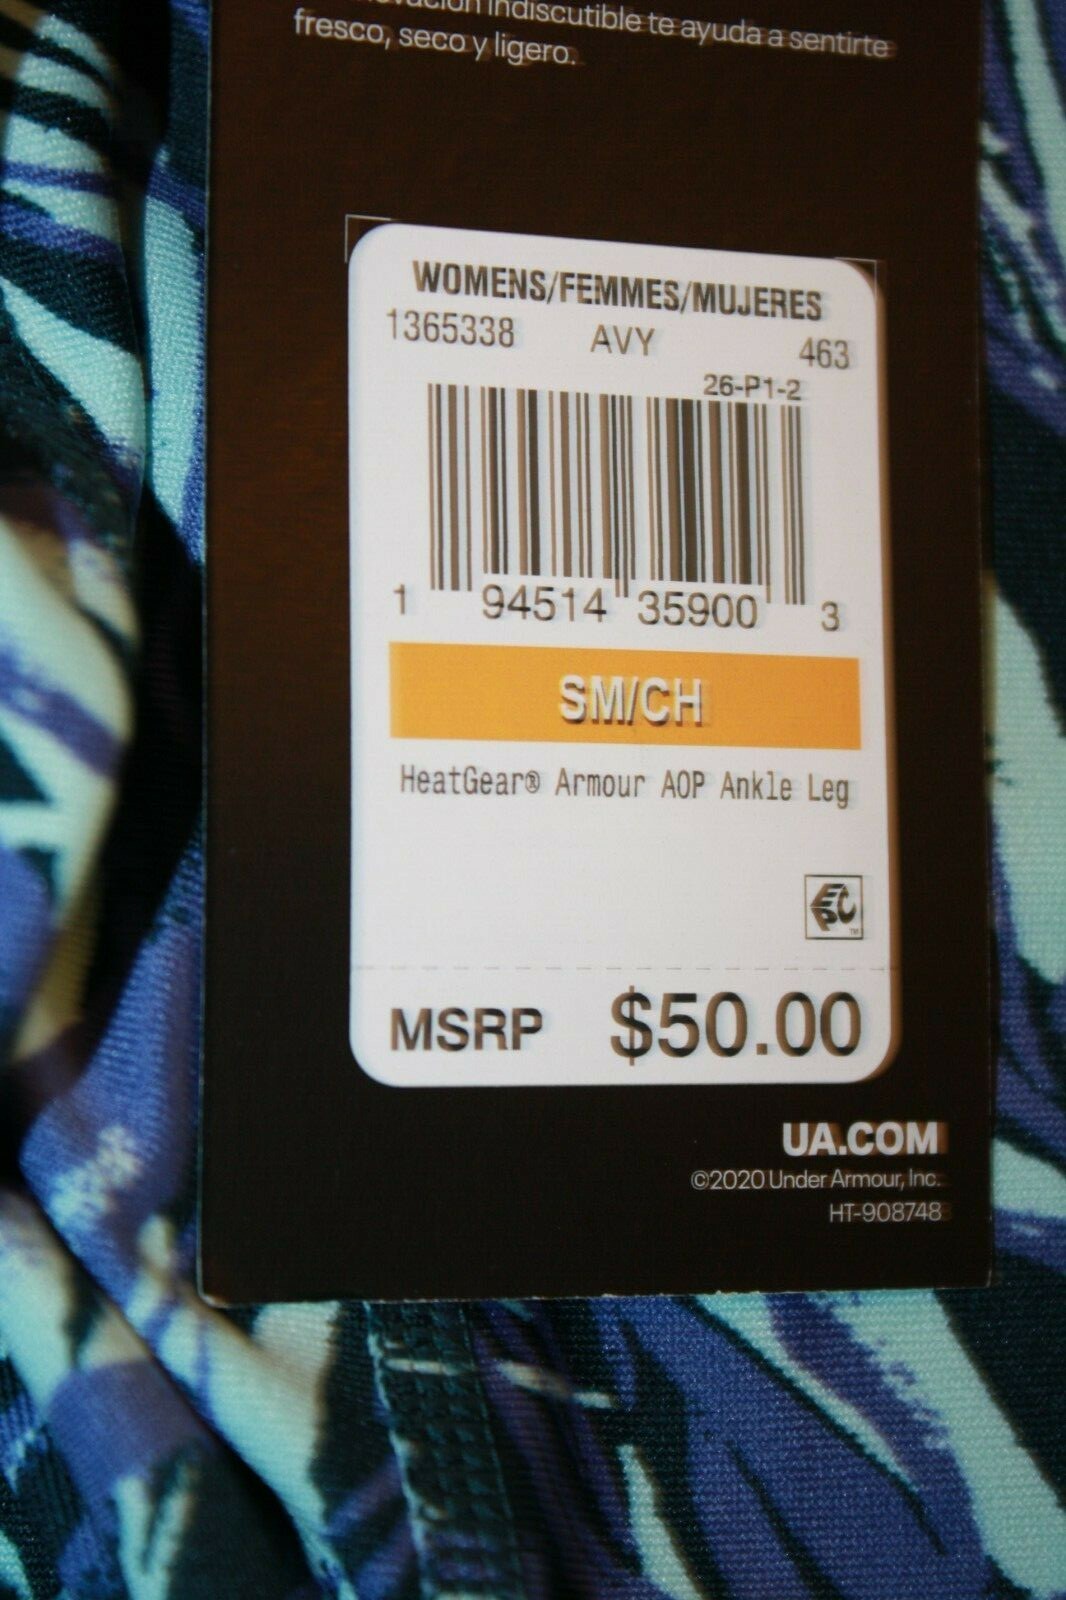 indiscutible te ayuda a sentirte
fresco, seco y ligero.
WOMENS/FEMMES/MUJERES
1365338 AVY 463
26-P1-2
1 94514 35900 3
SM/CH
HeatGear® Armour AOP Ankle Leg
EPC TM
MSRP $50.00
UA.COM
©2020 Under Armour, Inc.
HT-908748